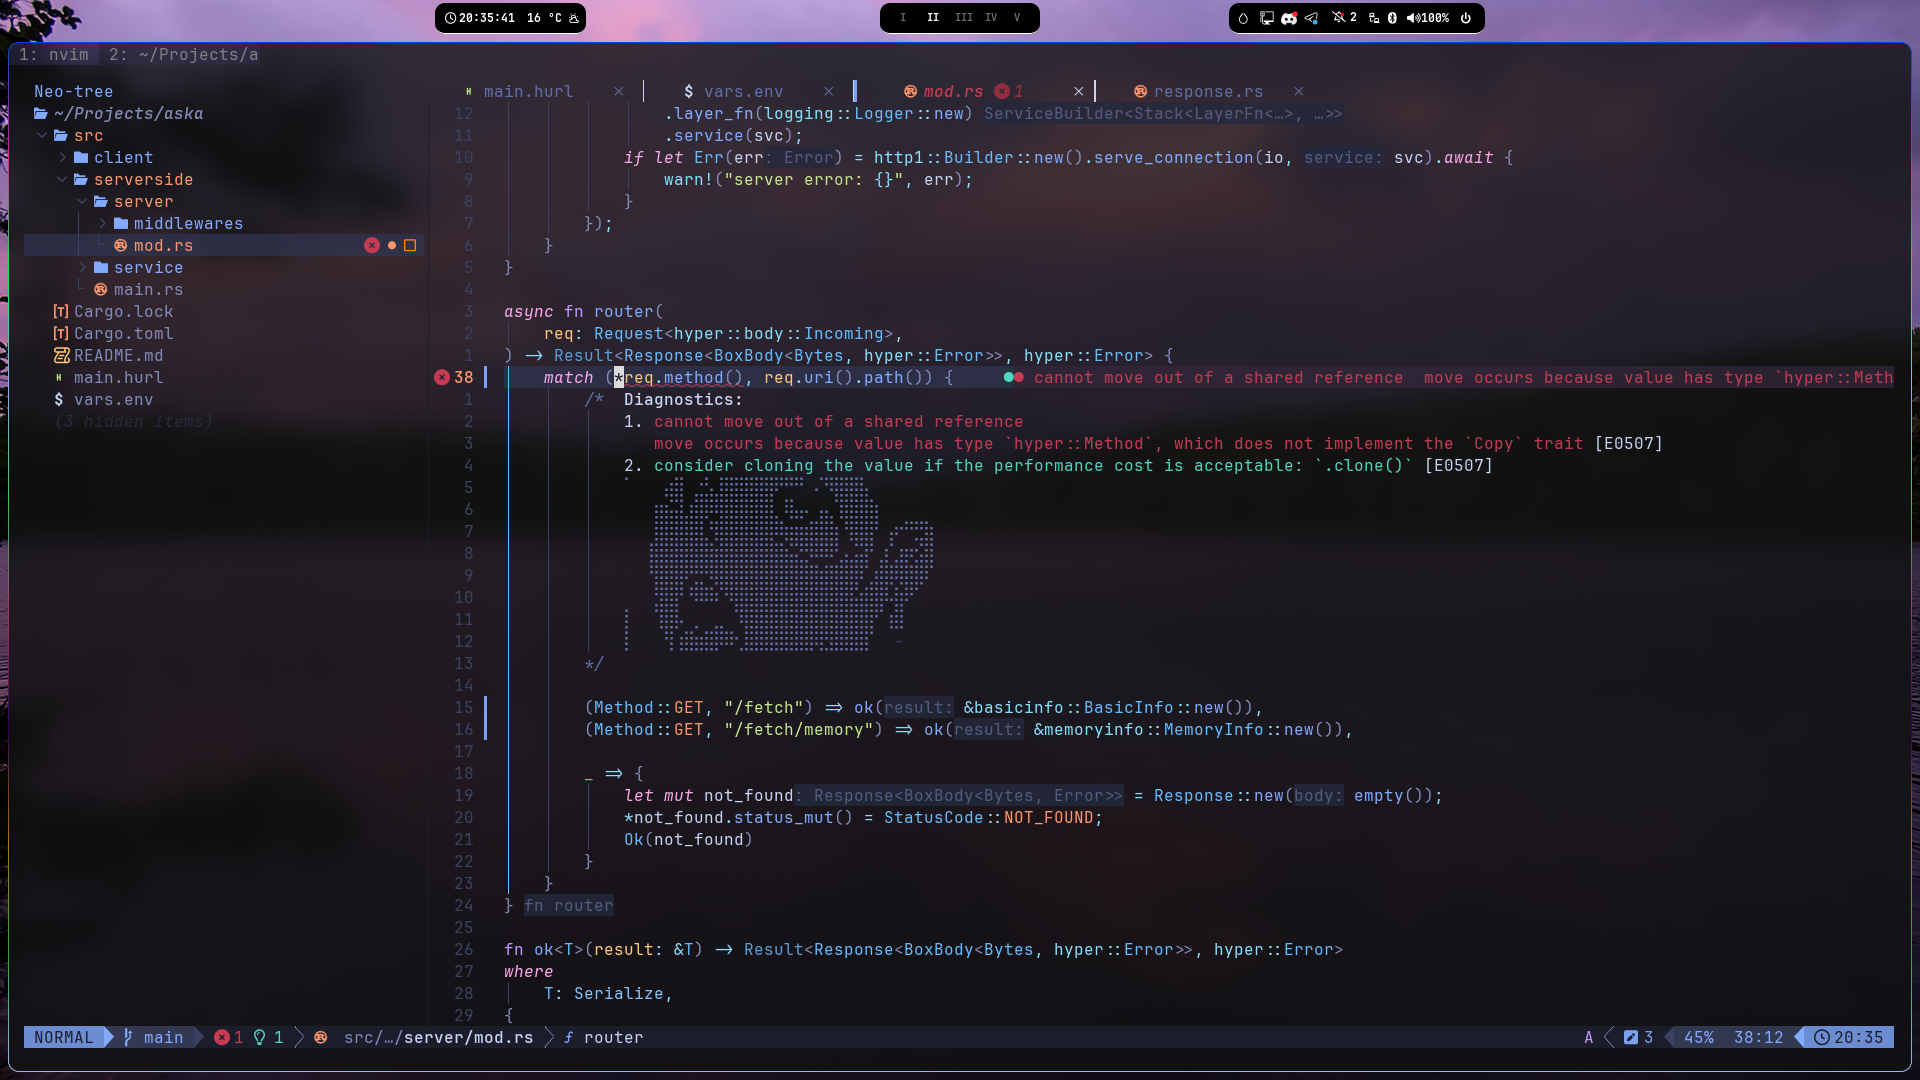 20:35:41 16 °C
I II III IV V
2 100%
1: nvim 2: ~/Projects/a
Neo-tree
~/Projects/aska
src
client
serverside
server
middlewares
mod.rs
service
main.rs
Cargo.lock
Cargo.toml
README.md
main.hurl
vars.env
(3 hidden items)
main.hurl × vars.env × mod.rs 1 × response.rs ×
12 .layer_fn(logging::Logger::new) ServiceBuilder<Stack<LayerFn<…>, …>>
11 .service(svc);
10 if let Err(err: Error) = http1::Builder::new().serve_connection(io, service: svc).await {
9 warn!("server error: {}", err);
8 }
7 });
6 }
5 }
4
3 async fn router(
2 req: Request<hyper::body::Incoming>,
1 ) -> Result<Response<BoxBody<Bytes, hyper::Error>>, hyper::Error> {
38 match (*req.method(), req.uri().path()) { cannot move out of a shared reference move occurs because value has type `hyper::Meth
1 /* Diagnostics:
2 1. cannot move out of a shared reference
3 move occurs because value has type `hyper::Method`, which does not implement the `Copy` trait [E0507]
4 2. consider cloning the value if the performance cost is acceptable: `.clone()` [E0507]
5
6
7
8
9
10
11
12
13 */
14
15 (Method::GET, "/fetch") => ok(result: &basicinfo::BasicInfo::new()),
16 (Method::GET, "/fetch/memory") => ok(result: &memoryinfo::MemoryInfo::new()),
17
18 _ => {
19 let mut not_found: Response<BoxBody<Bytes, Error>> = Response::new(body: empty());
20 *not_found.status_mut() = StatusCode::NOT_FOUND;
21 Ok(not_found)
22 }
23 }
24 } fn router
25
26 fn ok<T>(result: &T) -> Result<Response<BoxBody<Bytes, hyper::Error>>, hyper::Error>
27 where
28 T: Serialize,
29 {
NORMAL main 1 1 src/…/server/mod.rs f router A 3 45% 38:12 20:35